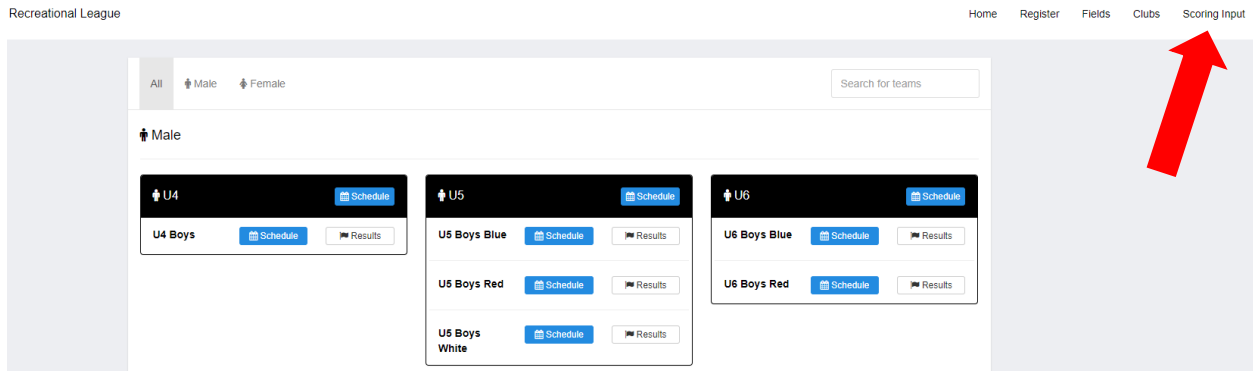 Recreational League
Home Register Fields Clubs Scoring Input
All Male Female Search for teams
Male
U4 Schedule
U4 Boys Schedule Results
U5 Schedule
U5 Boys Blue Schedule Results
U5 Boys Red Schedule Results
U5 Boys
White Schedule Results
U6 Schedule
U6 Boys Blue Schedule Results
U6 Boys Red Schedule Results